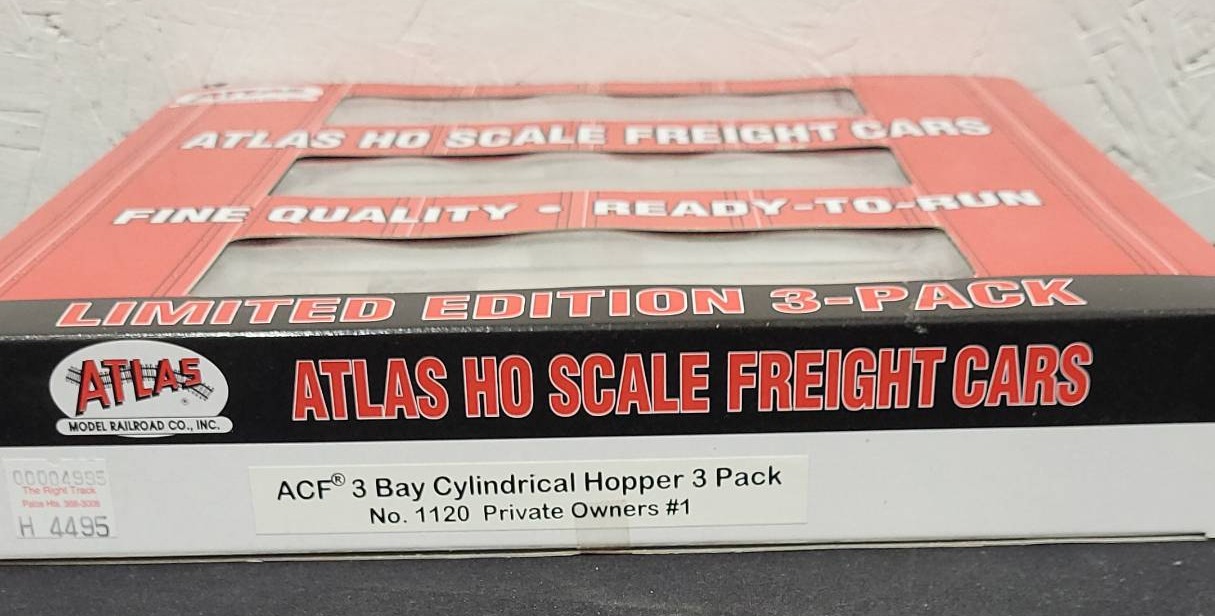 ATLAS HO SCALE FREIGHT CARS
FINE QUALITY • READY-TO-RUN
LIMITED EDITION 3-PACK
ATLAS®
MODEL RAILROAD CO., INC.
ATLAS HO SCALE FREIGHT CARS
00004995
The Right Track
H 4495
ACF® 3 Bay Cylindrical Hopper 3 Pack
No. 1120 Private Owners #1